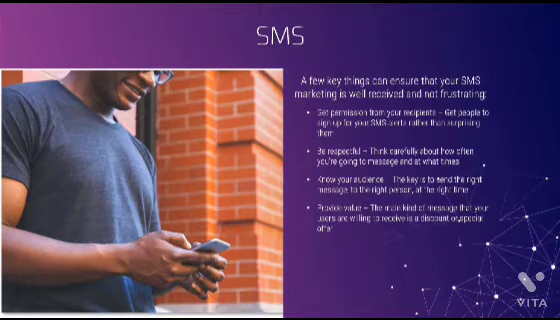 SMS
A few key things can ensure that your SMS
marketing is well received and not frustrating:
• Get permission from your recipients – Get people to
sign up for your SMS alerts rather than surprising
them
• Be respectful – Think carefully about how often
you're going to message and at what times
• Know your audience – The key is to send the right
message, to the right person, at the right time
• Provide value – The main kind of message that your
users are willing to receive is a discount or special
offer
VITA